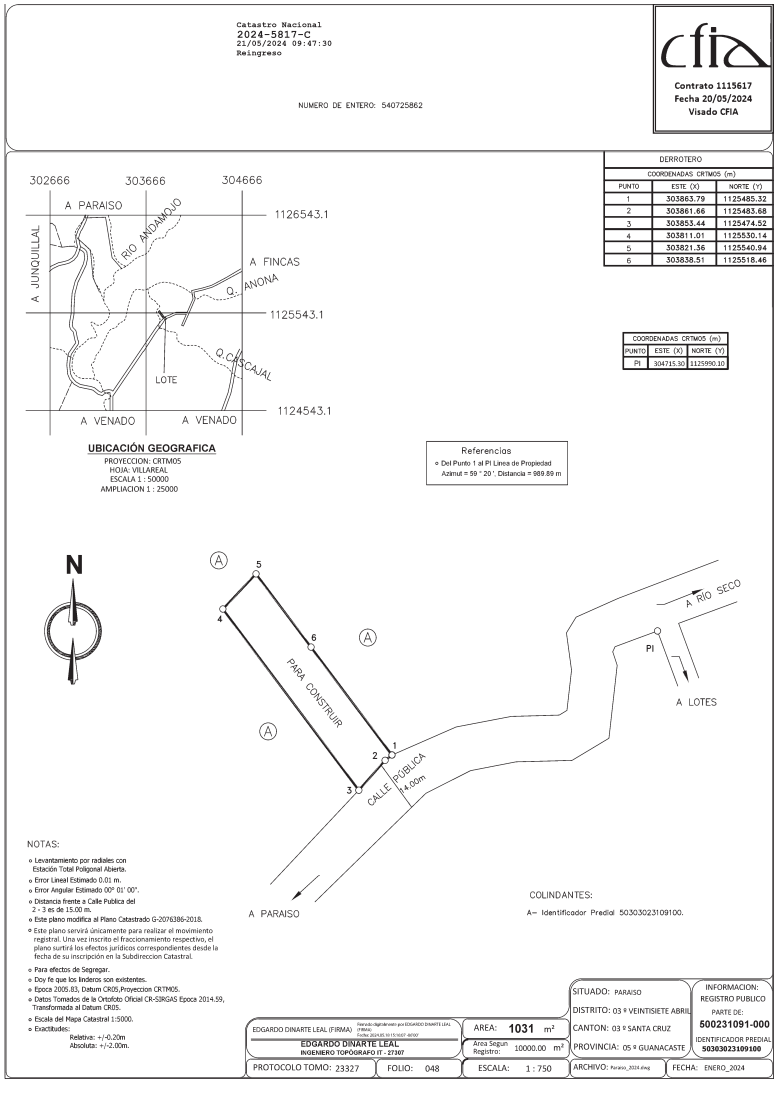 Catastro Nacional
2024-5817-C
21/05/2024 09:47:30
Reingreso
NUMERO DE ENTERO: 540725862
cfia
Contrato 1115617
Fecha 20/05/2024
Visado CFIA
DERROTERO
COORDENADAS CRTM05 (m)
PUNTO ESTE (X) NORTE (Y)
1 303863.79 1125485.32
2 303861.66 1125483.68
3 303853.44 1125474.52
4 303811.01 1125530.14
5 303821.36 1125540.94
6 303838.51 1125518.46
COORDENADAS CRTM05 (m)
PUNTO ESTE (X) NORTE (Y)
PI 304715.30 1125990.10
302666 303666 304666
A PARAISO
RIO ANDAMOJO
1126543.1
A JUNQUILLAL
A FINCAS
Q. ANONA
1125543.1
Q.CASCAJAL
LOTE
1124543.1
A VENADO A VENADO
UBICACIÓN GEOGRAFICA
PROYECCION: CRTM05
HOJA: VILLAREAL
ESCALA 1 : 50000
AMPLIACION 1 : 25000
Referencias
Del Punto 1 al PI Linea de Propiedad
Azimut = 59 ° 20 ', Distancia = 989.89 m
N
A
5
4
6
A
PARA CONSTRUIR
A
1
2
3
CALLE PÚBLICA
14.00m
A RIO SECO
PI
A LOTES
A PARAISO
NOTAS:
Levantamiento por radiales con
Estación Total Poligonal Abierta.
Error Lineal Estimado 0.01 m.
Error Angular Estimado 00° 01' 00".
Distancia frente a Calle Publica del
2 - 3 es de 15.00 m.
Este plano modifica al Plano Catastrado G-2076386-2018.
Este plano servirá únicamente para realizar el movimiento
registral. Una vez inscrito el fraccionamiento respectivo, el
plano surtirá los efectos jurídicos correspondientes desde la
fecha de su inscripción en la Subdireccion Catastral.
Para efectos de Segregar.
Doy fe que los linderos son existentes.
Epoca 2005.83, Datum CR05,Proyeccion CRTM05.
Datos Tomados de la Ortofoto Oficial CR-SIRGAS Epoca 2014.59,
Transformada al Datum CR05.
Escala del Mapa Catastral 1:5000.
Exactitudes:
Relativa: +/-0.20m
Absoluta: +/-2.00m.
COLINDANTES:
A- Identificador Predial 50303023109100.
EDGARDO DINARTE LEAL (FIRMA)
Firmado digitalmente por EDGARDO DINARTE LEAL
(FIRMA)
EDGARDO DINARTE LEAL
INGENIERO TOPÓGRAFO IT - 27307
PROTOCOLO TOMO: 23327
FOLIO: 048
AREA: 1031 m²
Area Segun
Registro: 10000.00 m²
ESCALA: 1 : 750
SITUADO: PARAISO
DISTRITO: 03 º VEINTISIETE ABRIL
CANTON: 03 º SANTA CRUZ
PROVINCIA: 05 º GUANACASTE
ARCHIVO: Paraiso_2024.dwg
INFORMACION:
REGISTRO PUBLICO
PARTE DE:
500231091-000
IDENTIFICADOR PREDIAL
50303023109100
FECHA: ENERO_2024